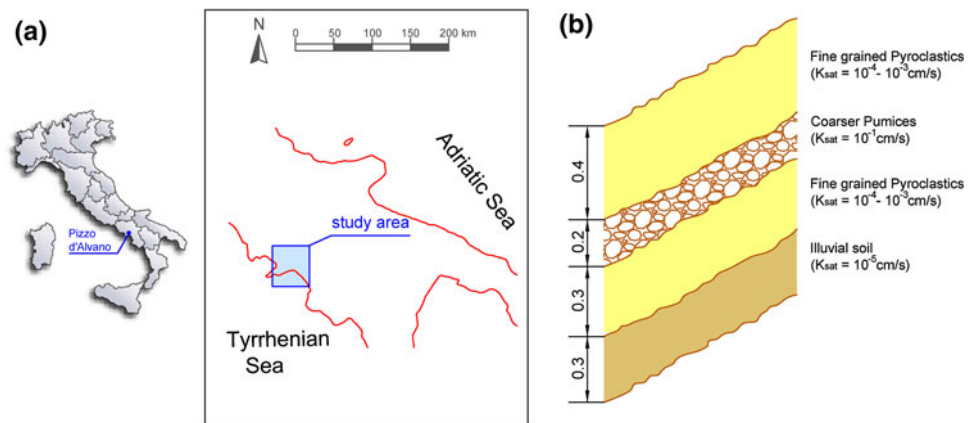 (a)
N
0 50 100 150 200 km
Adriatic Sea
study area
Pizzo
d'Alvano
Tyrrhenian
Sea
(b)
Fine grained Pyroclastics
(Ksat = 10⁻⁴- 10⁻³cm/s)
Coarser Pumices
(Ksat = 10⁻¹cm/s)
Fine grained Pyroclastics
(Ksat = 10⁻⁴- 10⁻³cm/s)
Illuvial soil
(Ksat = 10⁻⁵cm/s)
0.4
0.2
0.3
0.3